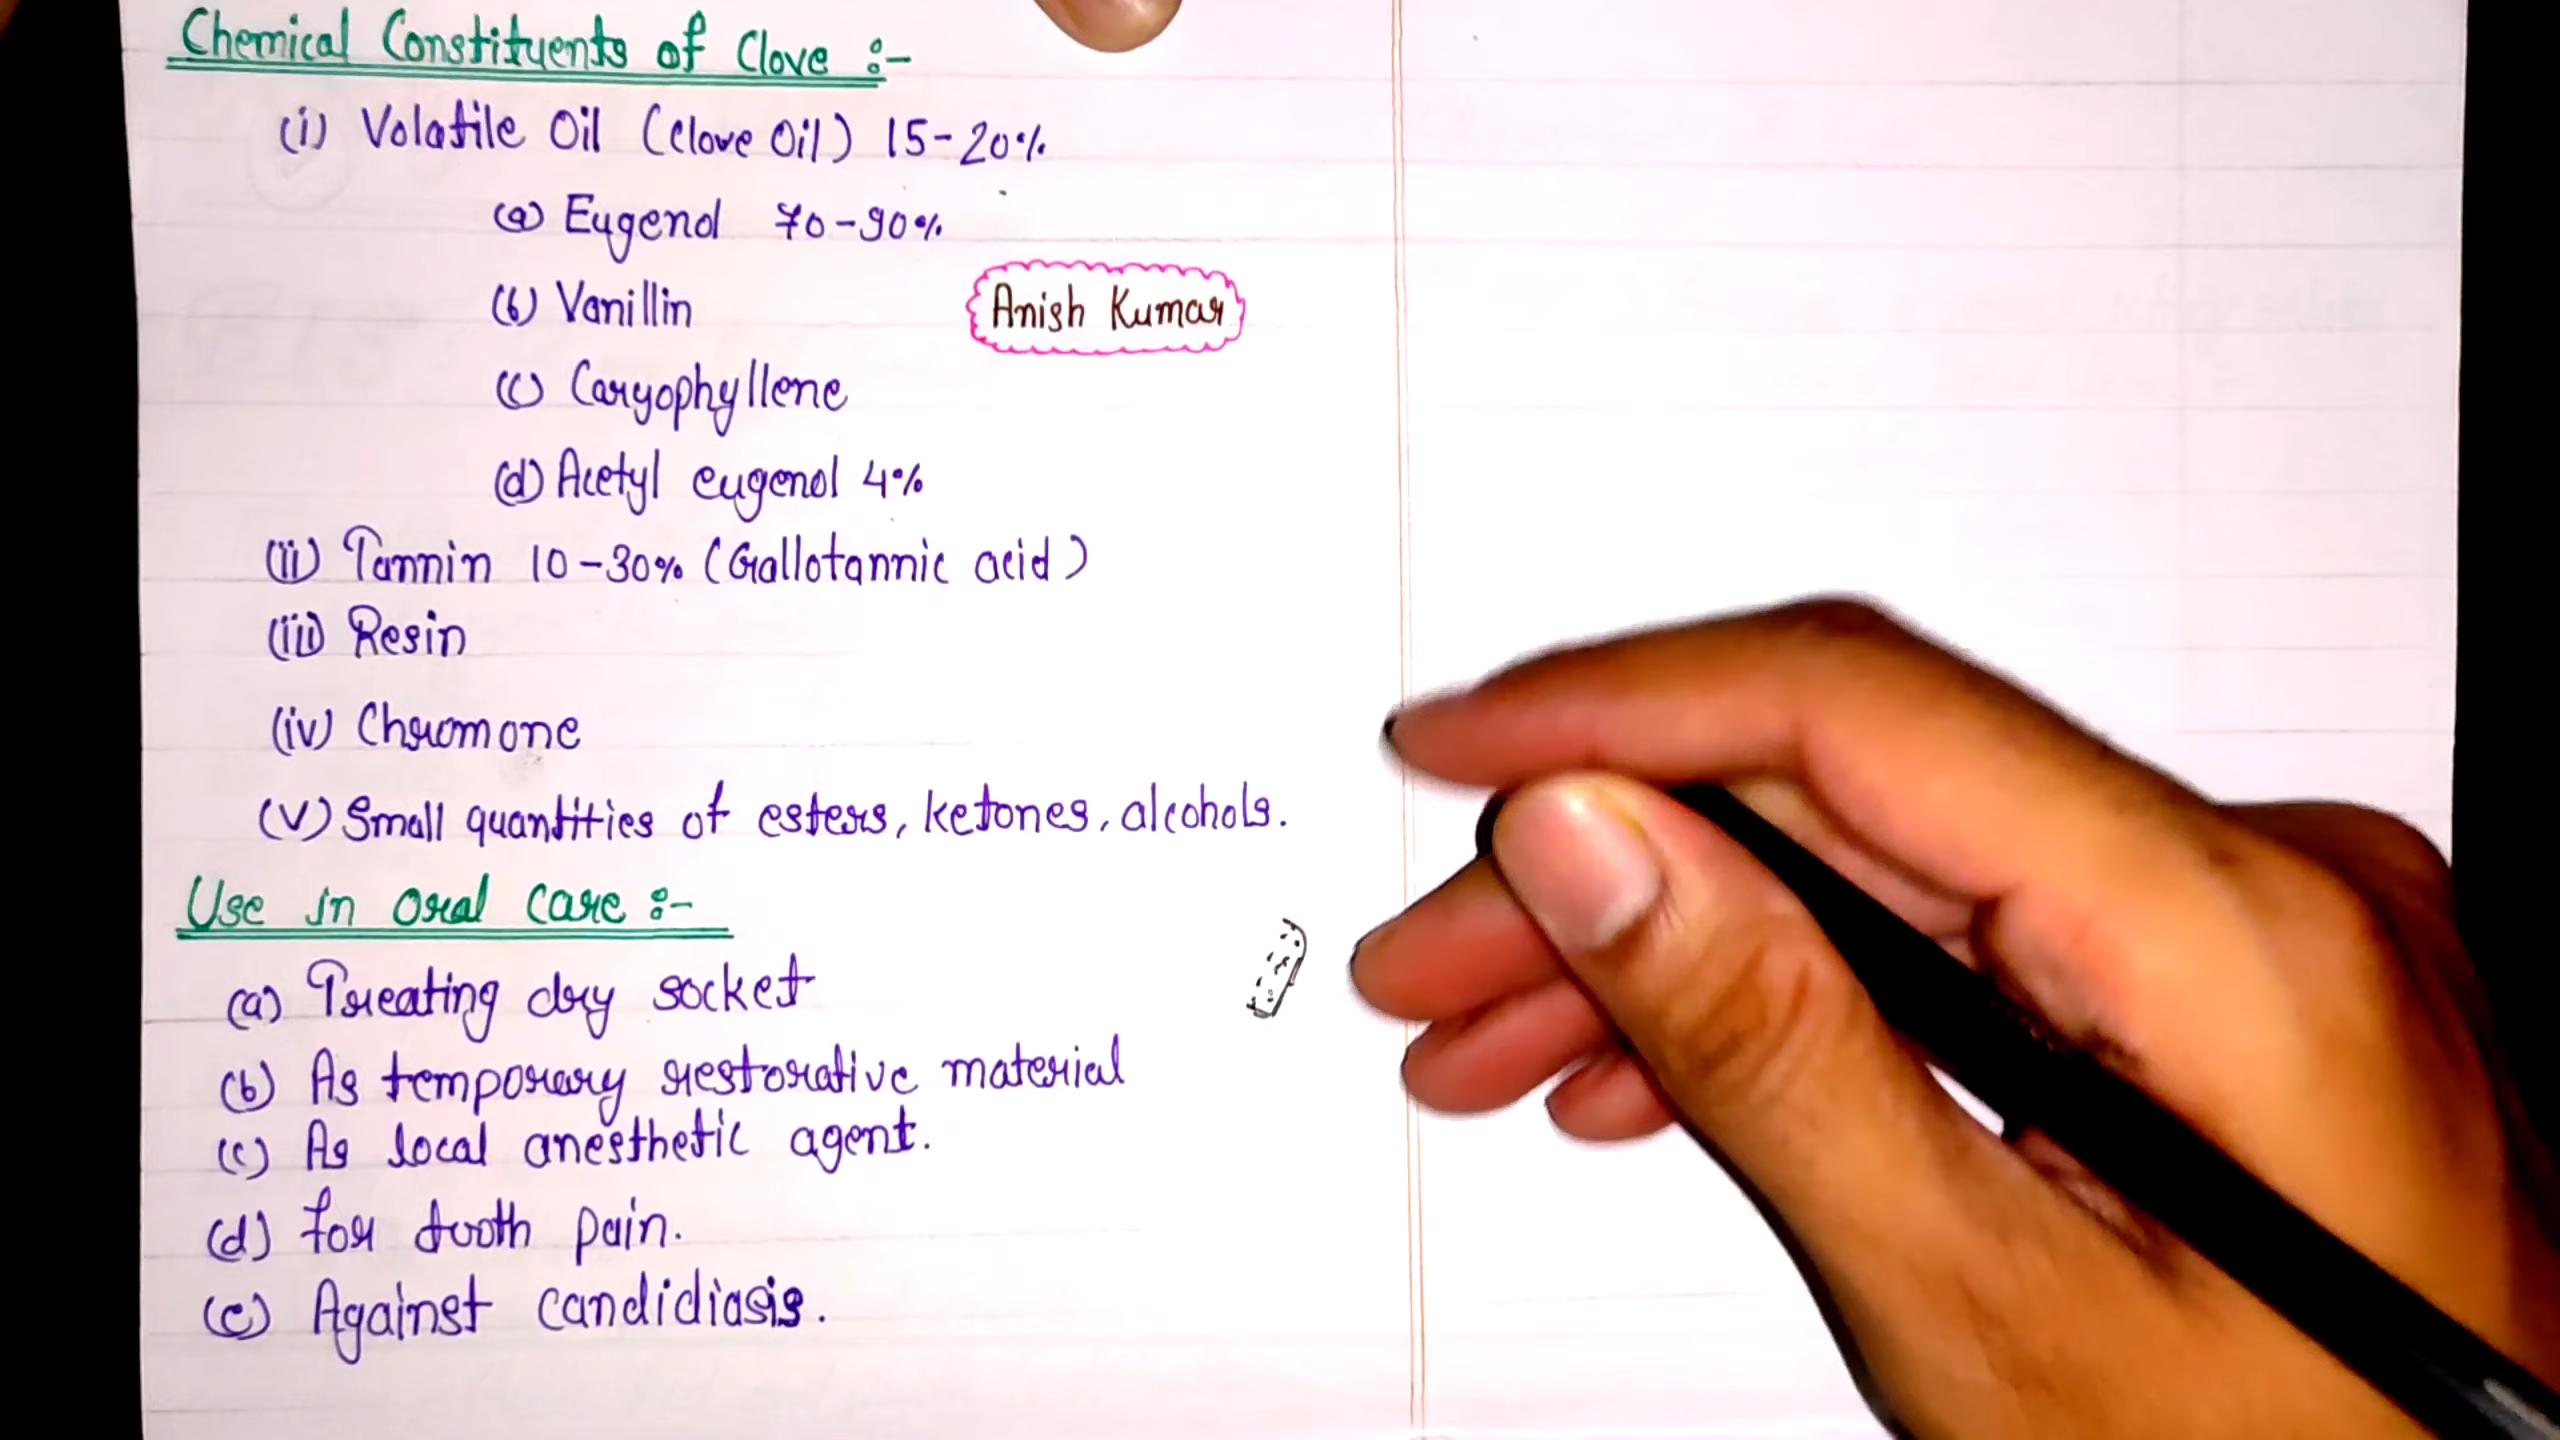 Chemical Constituents of Clove :-
(i) Volatile Oil (Clove Oil) 15-20%
(a) Eugenol 70-90%
(b) Vanillin
Anish Kumar
(c) Caryophyllene
(d) Acetyl eugenol 4%
(ii) Tannin 10-30% (Gallotannic acid)
(iii) Resin
(iv) Chromone
(v) Small quantities of esters, ketones, alcohols.
Use in oral care :-
(a) Treating dry socket
(b) As temporary restorative material
(c) As local anesthetic agent.
(d) for tooth pain.
(e) Against candidiasis.